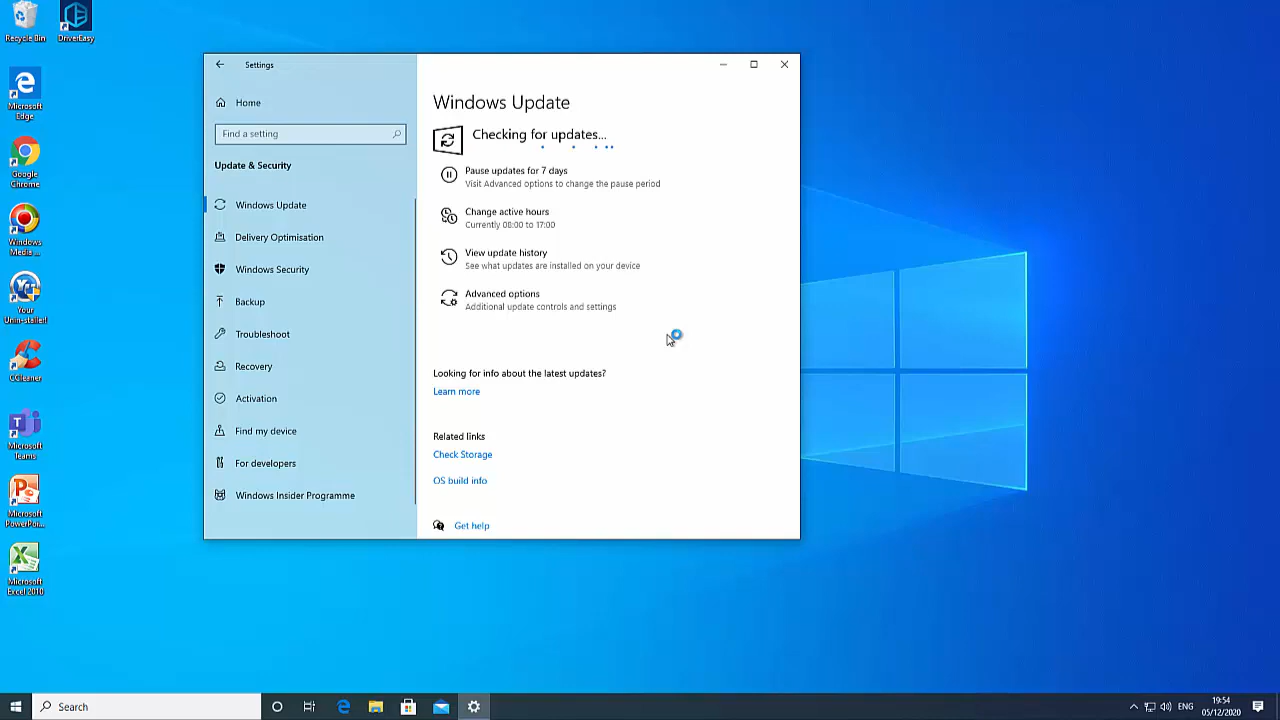 Recycle Bin
DriverEasy
Microsoft
Edge
Google
Chrome
Windows
Media ...
Your
Unin-staller!
CCleaner
Microsoft
Teams
Microsoft
PowerPoi...
Microsoft
Excel 2010
Settings
Home
Find a setting
Update & Security
Windows Update
Delivery Optimisation
Windows Security
Backup
Troubleshoot
Recovery
Activation
Find my device
For developers
Windows Insider Programme
Windows Update
Checking for updates...
Pause updates for 7 days
Visit Advanced options to change the pause period
Change active hours
Currently 08:00 to 17:00
View update history
See what updates are installed on your device
Advanced options
Additional update controls and settings
Looking for info about the latest updates?
Learn more
Related links
Check Storage
OS build info
Get help
Search
ENG
19:54
05/12/2020